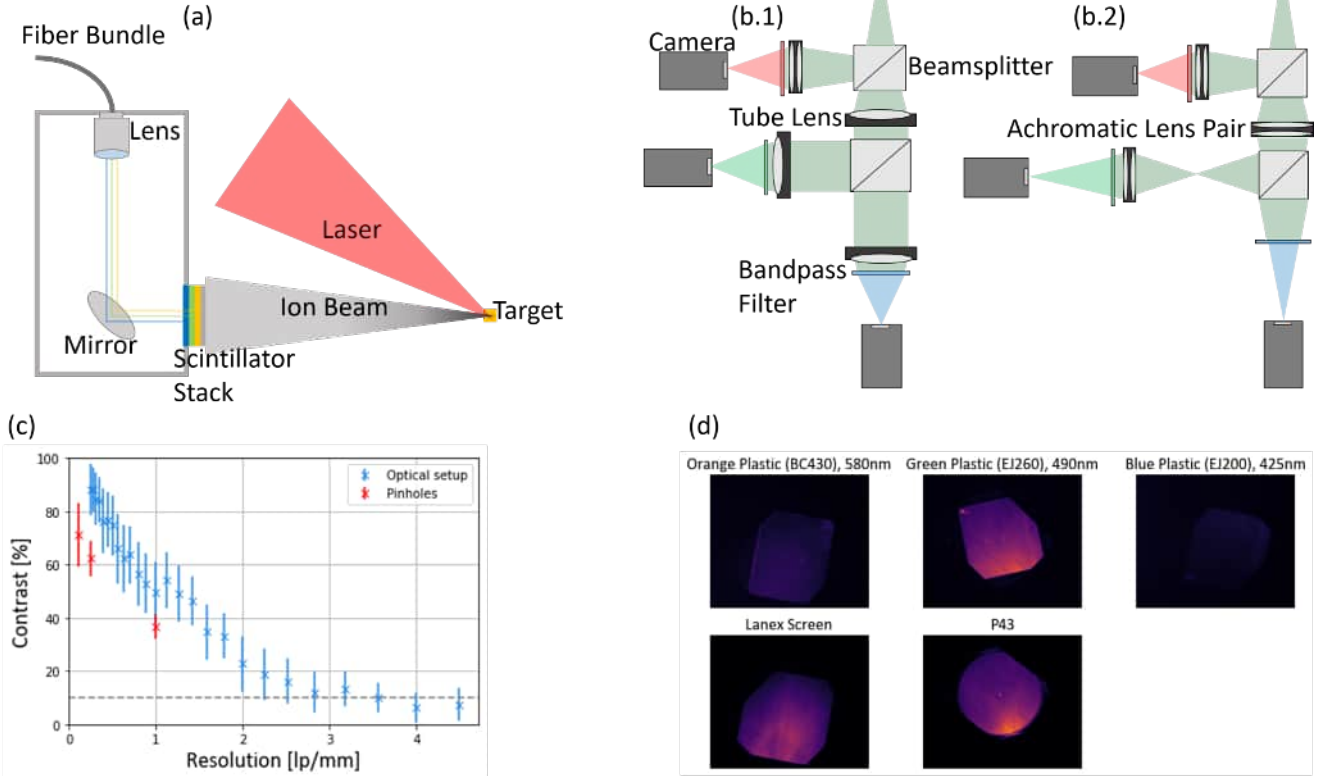 (a)
Fiber Bundle
Lens
Laser
Ion Beam
Target
Mirror
Scintillator
Stack
(b.1)
Camera
Beamsplitter
Tube Lens
Bandpass
Filter
(b.2)
Achromatic Lens Pair
(c)
100
80
60
40
20
0
Contrast [%]
Optical setup
Pinholes
0
1
2
3
4
Resolution [lp/mm]
(d)
Orange Plastic (BC430), 580nm
Green Plastic (EJ260), 490nm
Blue Plastic (EJ200), 425nm
Lanex Screen
P43